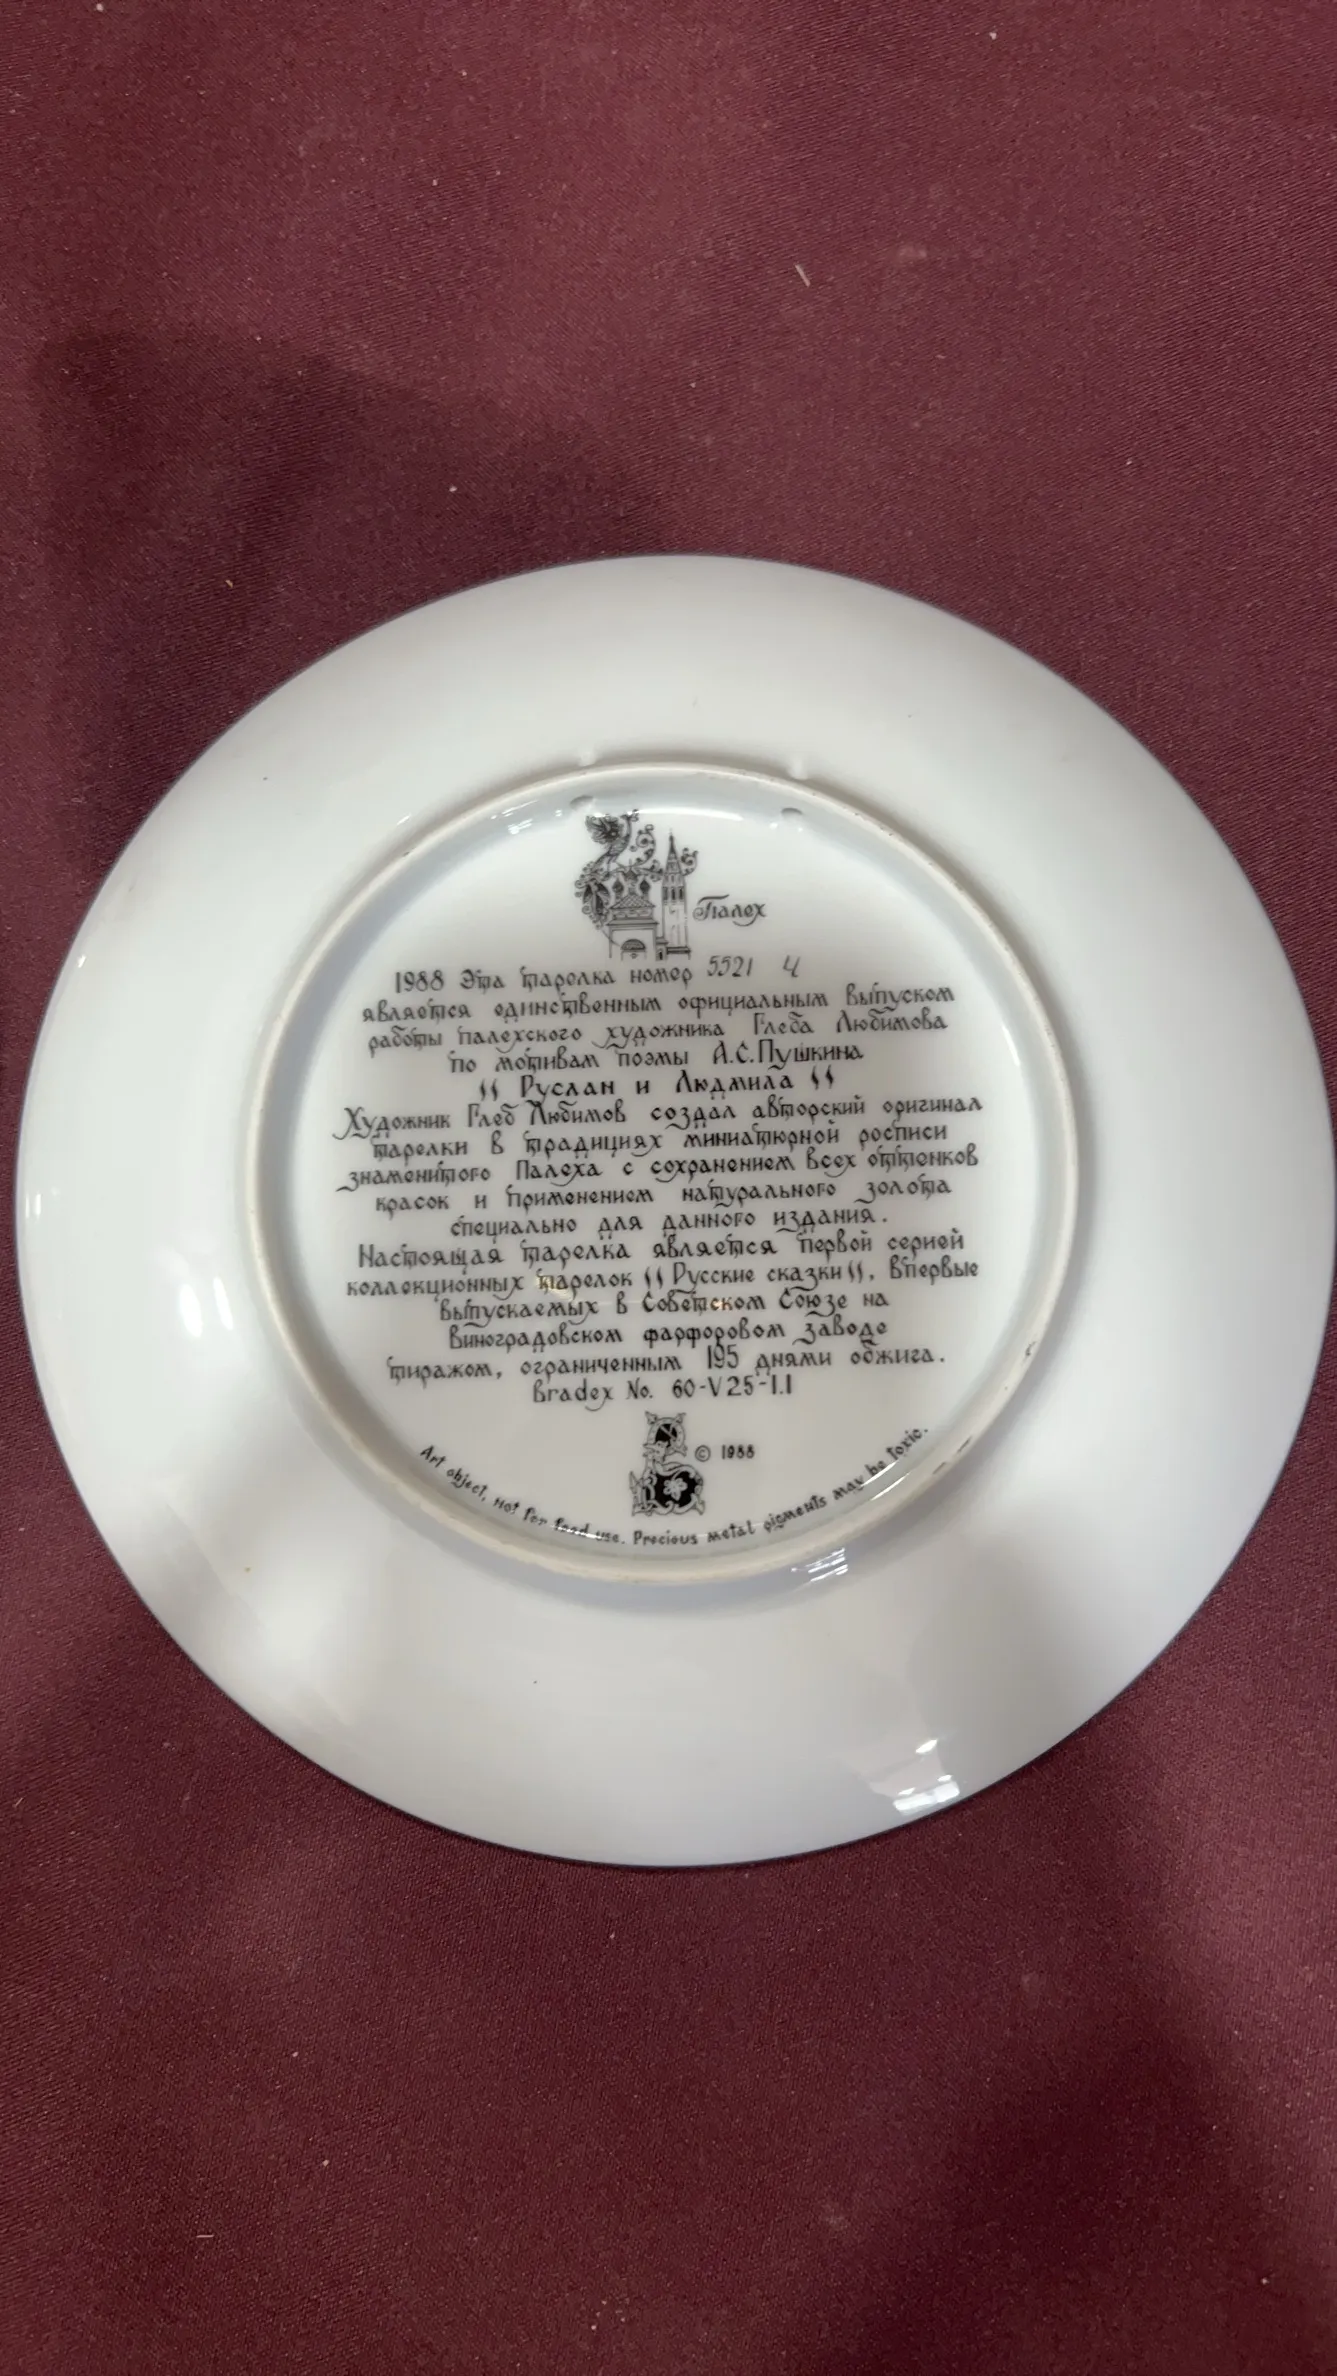 Палех
1988 Эта тарелка номер 5521 Ч
является единственным официальным выпуском
работы палехского художника Глеба Любимова
по мотивам поэмы А.С.Пушкина
"Руслан и Людмила"
Художник Глеб Любимов создал авторский оригинал
тарелки в традициях миниатюрной росписи
знаменитого Палеха с сохранением всех оттенков
красок и применением натурального золота
специально для данного издания.
Настоящая тарелка является первой серией
коллекционных тарелок "Русские сказки", впервые
выпускаемых в Советском Союзе на
Виноградовском фарфоровом заводе
тиражом, ограниченным 195 днями обжига.
Bradex No. 60-V25-1.1
© 1988
Art object, not for food use. Precious metal pigments may be toxic.